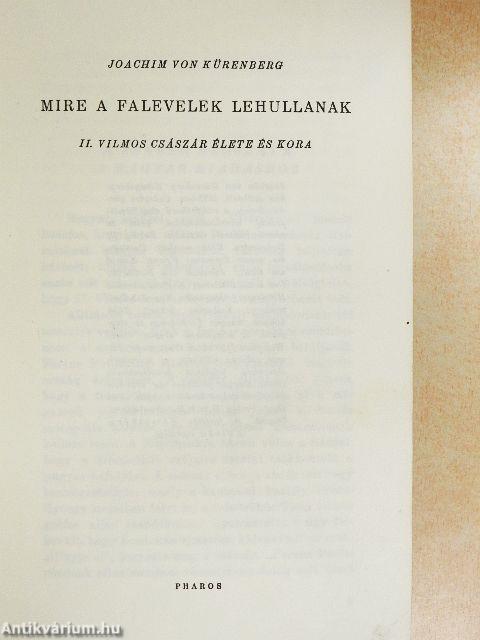 JOACHIM VON KÜRENBERG
MIRE A FALEVELEK LEHULLANAK
II. VILMOS CSÁSZÁR ÉLETE ÉS KORA
PHAROS
Antikvárium.hu